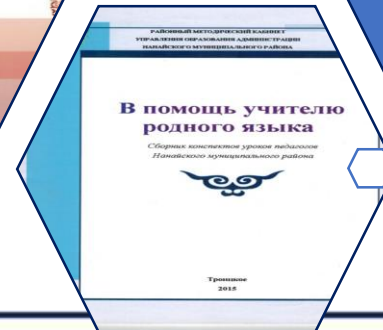 РАЙОННЫЙ МЕТОДИЧЕСКИЙ КАБИНЕТ
УПРАВЛЕНИЯ ОБРАЗОВАНИЯ АДМИНИСТРАЦИИ
НАНАЙСКОГО МУНИЦИПАЛЬНОГО РАЙОНА
В помощь учителю
родного языка
Сборник конспектов уроков педагогов
Нанайского муниципального района
Троицкое
2015